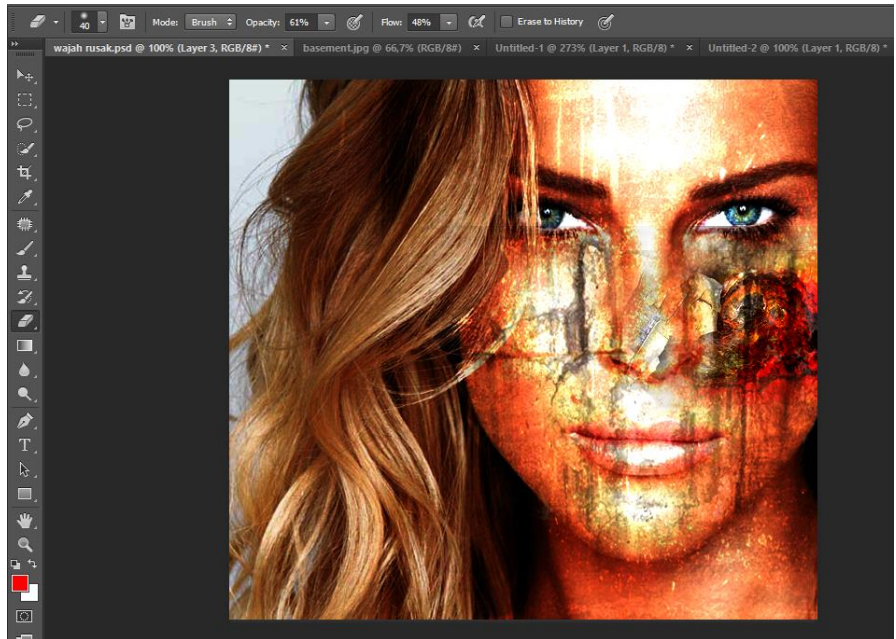 40 Mode: Brush Opacity: 61% Flow: 48% Erase to History
wajah rusak.psd @ 100% (Layer 3, RGB/8#) * × basement.jpg @ 66,7% (RGB/8#) × Untitled-1 @ 273% (Layer 1, RGB/8) * × Untitled-2 @ 100% (Layer 1, RGB/8) *
T